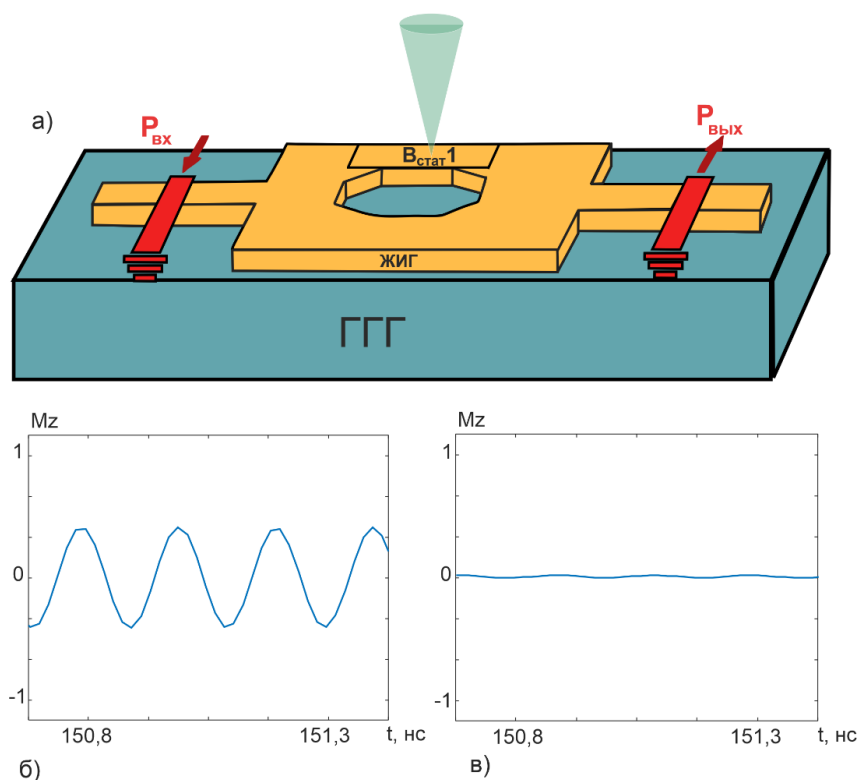 а)
Pвх
Pвых
Bстат1
ЖИГ
ГГГ
Mz
1
0
-1
150,8
151,3
t, нс
б)
Mz
1
0
-1
150,8
151,3
t, нс
в)